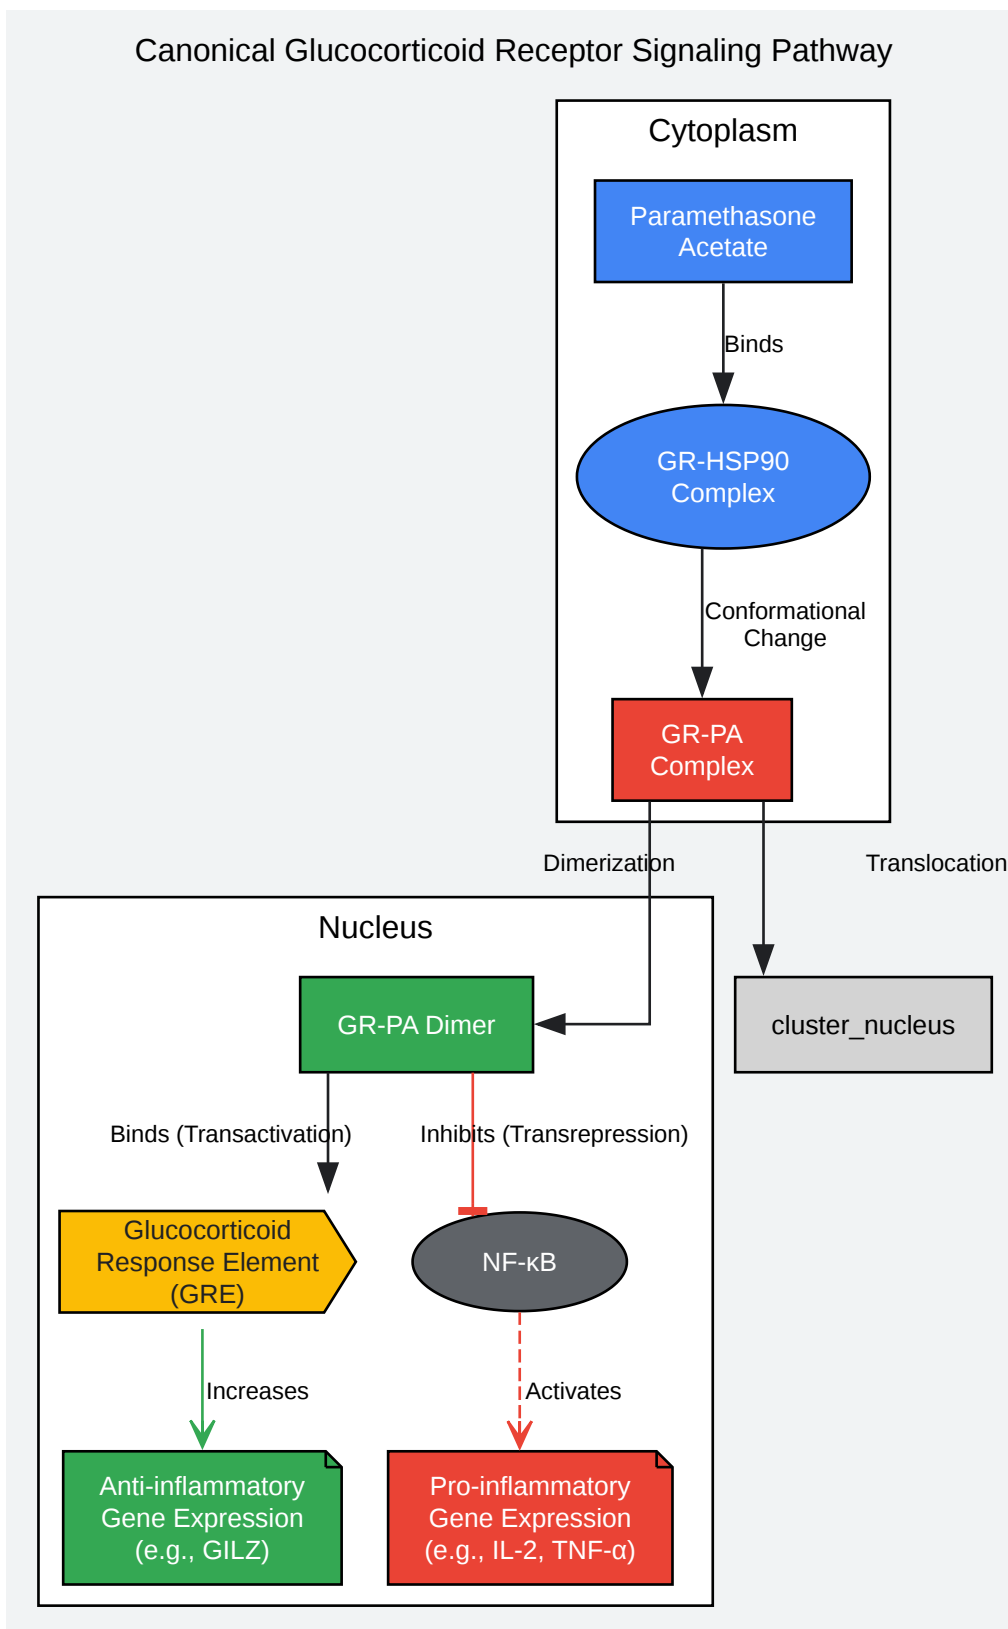 Canonical Glucocorticoid Receptor Signaling Pathway
Cytoplasm
Paramethasone
Acetate
Binds
GR-HSP90
Complex
Conformational
Change
GR-PA
Complex
Dimerization
Translocation
Nucleus
GR-PA Dimer
cluster_nucleus
Binds (Transactivation)
Inhibits (Transrepression)
Glucocorticoid
Response Element
(GRE)
NF-κB
Increases
Activates
Anti-inflammatory
Gene Expression
(e.g., GILZ)
Pro-inflammatory
Gene Expression
(e.g., IL-2, TNF-α)